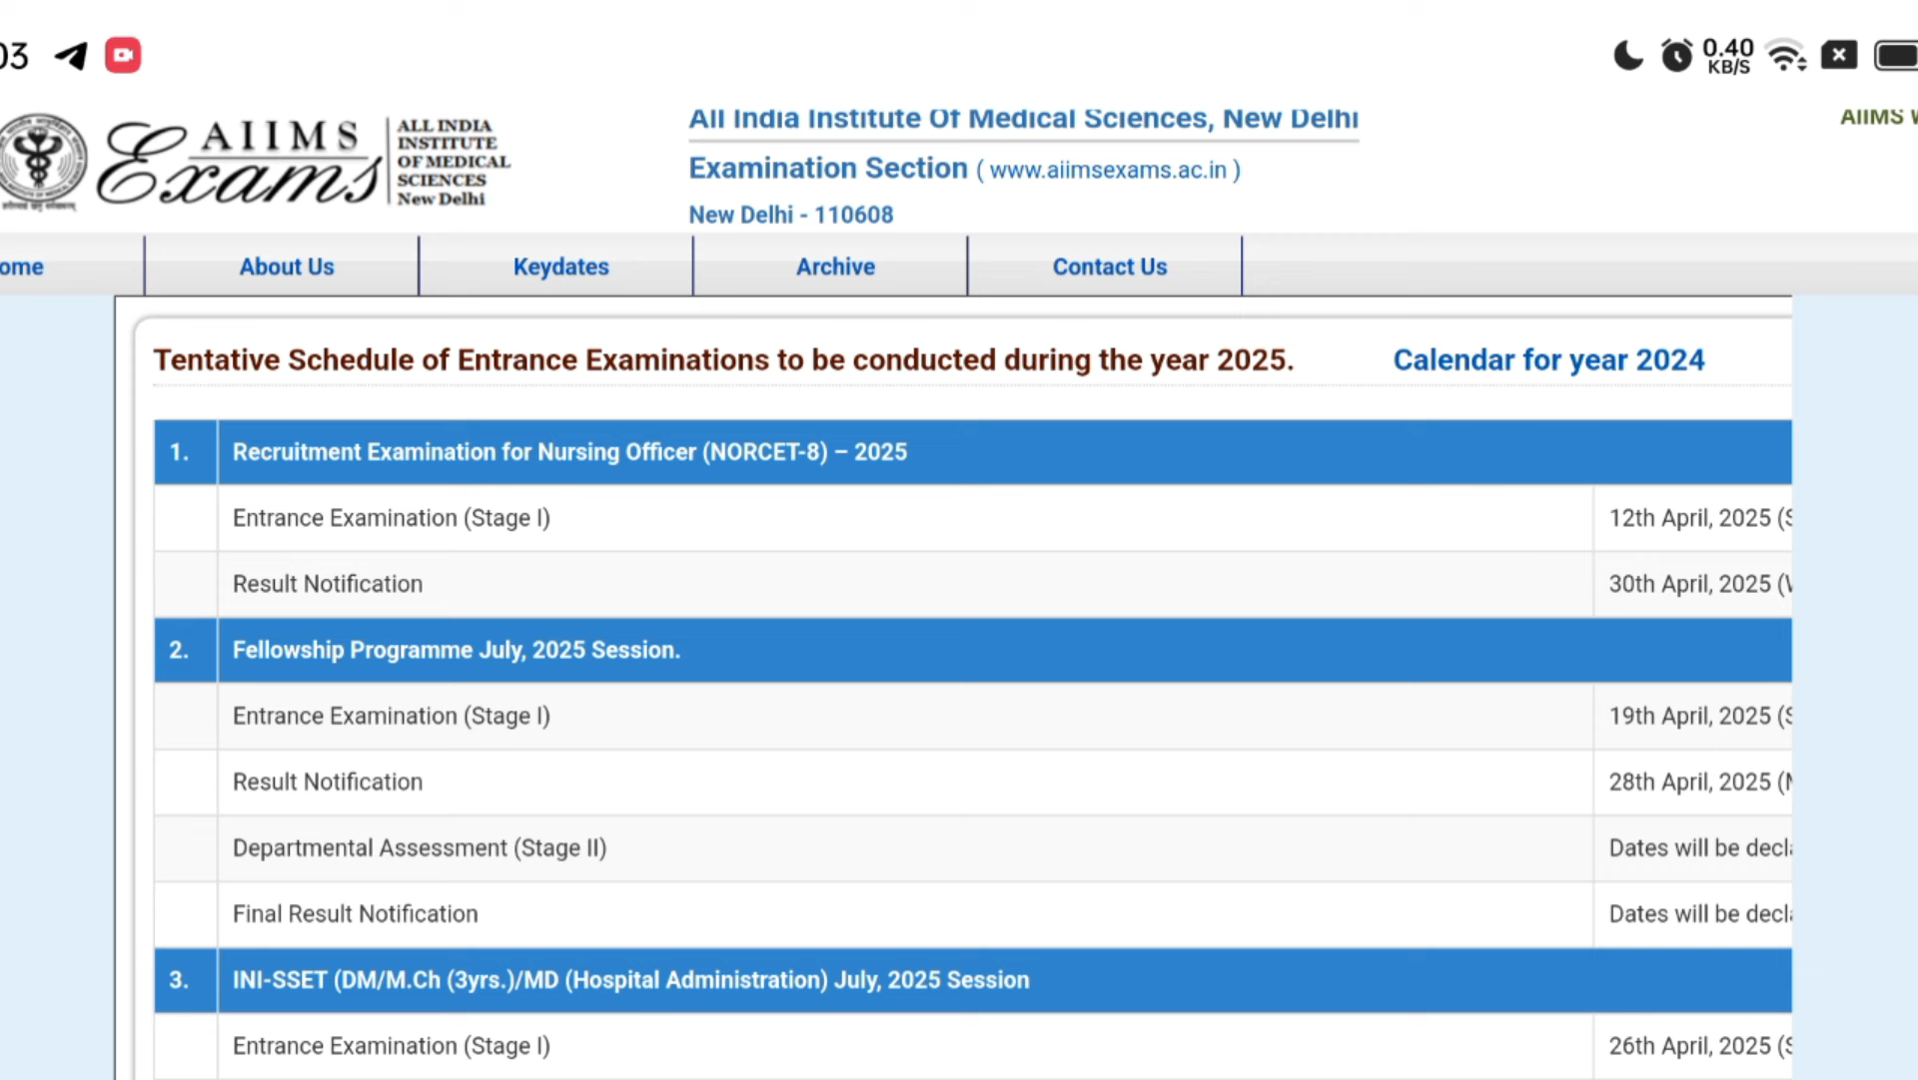 03
0.40
KB/S
AIIMS
Exams
ALL INDIA
INSTITUTE
OF MEDICAL
SCIENCES
New Delhi
All India Institute Of Medical Sciences, New Delhi
Examination Section ( www.aiimsexams.ac.in )
New Delhi - 110608
AIIMS
ome
About Us
Keydates
Archive
Contact Us
Tentative Schedule of Entrance Examinations to be conducted during the year 2025.
Calendar for year 2024
1. Recruitment Examination for Nursing Officer (NORCET-8) – 2025
Entrance Examination (Stage I) 12th April, 2025 (S
Result Notification 30th April, 2025 (W
2. Fellowship Programme July, 2025 Session.
Entrance Examination (Stage I) 19th April, 2025 (S
Result Notification 28th April, 2025 (M
Departmental Assessment (Stage II) Dates will be decla
Final Result Notification Dates will be decla
3. INI-SSET (DM/M.Ch (3yrs.)/MD (Hospital Administration) July, 2025 Session
Entrance Examination (Stage I) 26th April, 2025 (S